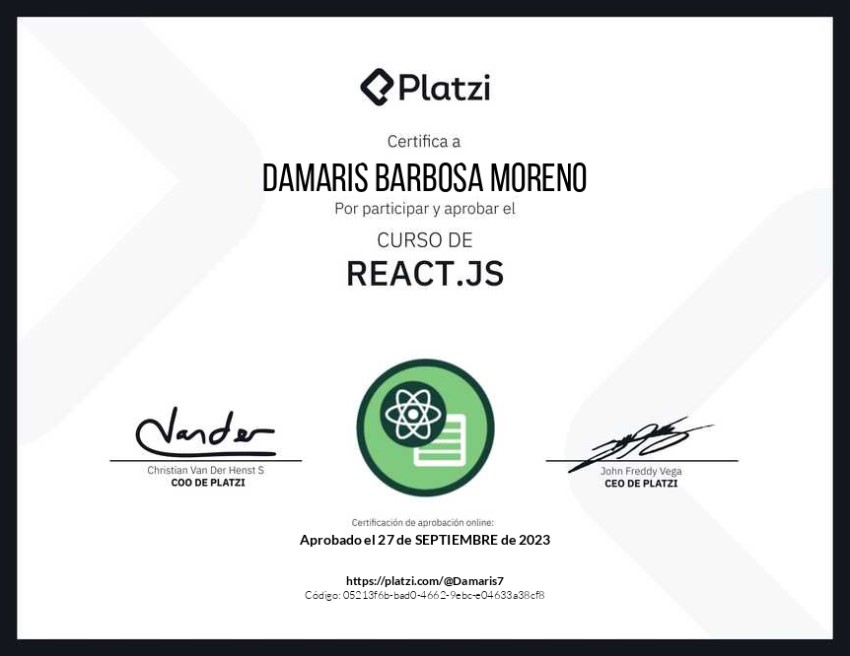 Platzi
Certifica a
DAMARIS BARBOSA MORENO
Por participar y aprobar el
CURSO DE
REACT.JS
Vander
Christian Van Der Henst S
COO DE PLATZI
John Freddy Vega
CEO DE PLATZI
Certificación de aprobación online:
Aprobado el 27 de SEPTIEMBRE de 2023
https://platzi.com/@Damaris7
Código: 05213f6b-bad0-4662-9ebc-e04633a38cf8